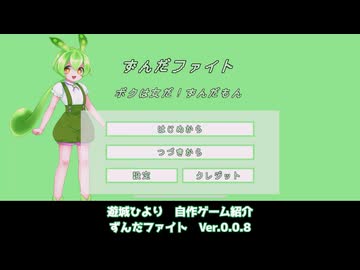 ずんだファイト
ボクは女だ！ずんだもん
はじめから
つづきから
設定
クレジット
遊城ひより　自作ゲーム紹介
ずんだファイト　Ver.0.0.8